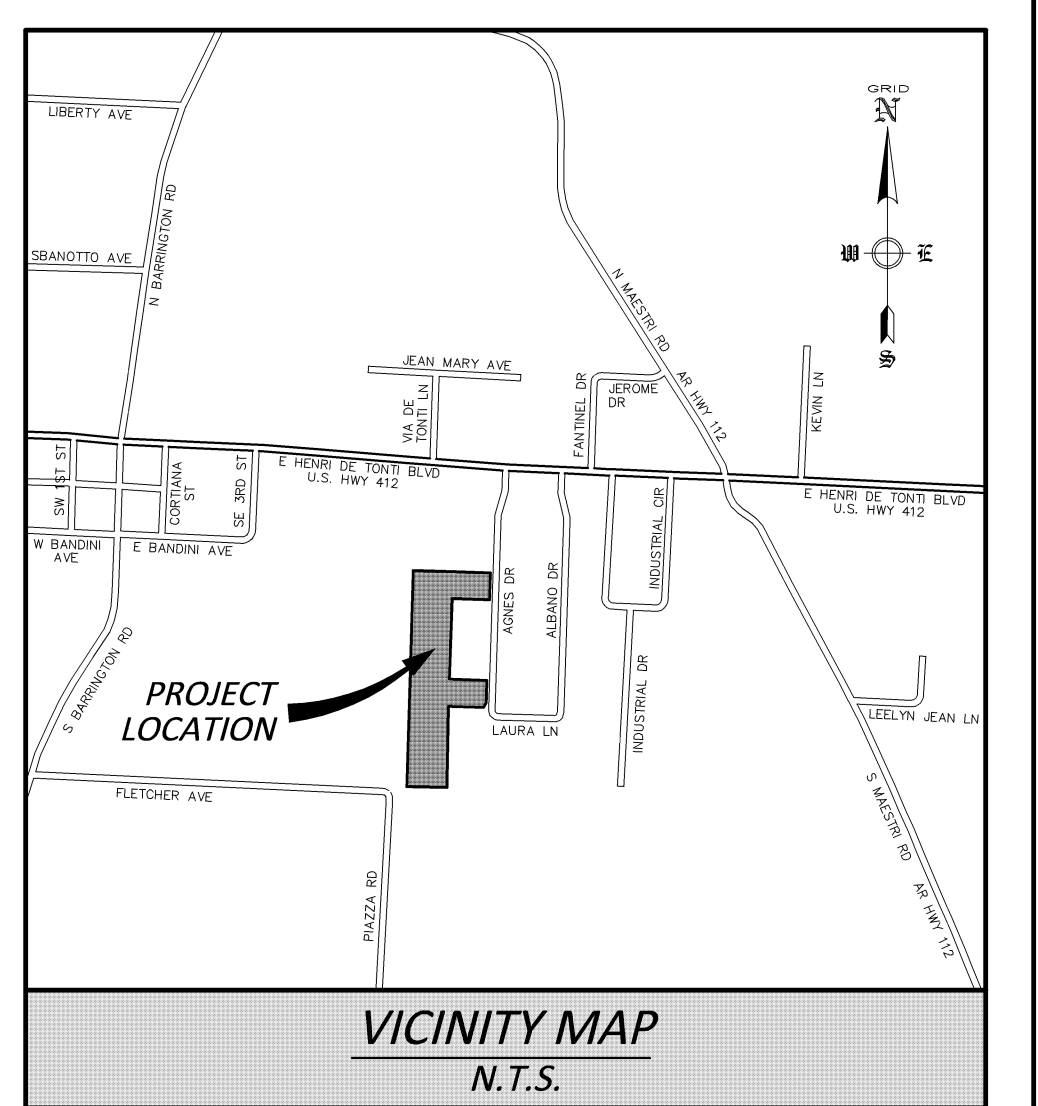 GRID
N
W
E
S
LIBERTY AVE
N BARRINGTON RD
SBANOTTO AVE
N MAESTRI RD
AR HWY 112
JEAN MARY AVE
VIA DE
TONTI LN
FANTINEL DR
JEROME
DR
KEVIN LN
E HENRI DE TONTI BLVD
U.S. HWY 412
E HENRI DE TONTI BLVD
U.S. HWY 412
SW 1ST ST
CORTIANA
ST
SE 3RD ST
W BANDINI
AVE
E BANDINI AVE
AGNES DR
ALBANO DR
INDUSTRIAL CIR
INDUSTRIAL DR
LAURA LN
S BARRINGTON RD
PROJECT
LOCATION
LEELYN JEAN LN
FLETCHER AVE
PIAZZA RD
S MAESTRI RD
AR HWY 112
VICINITY MAP
N.T.S.